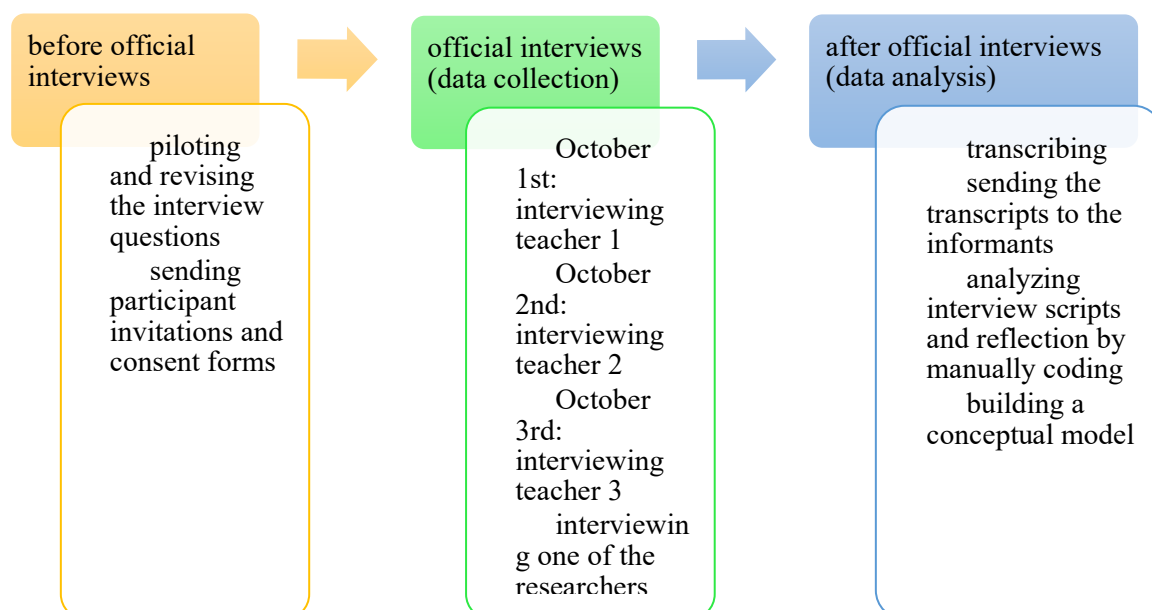 before official
interviews
piloting
and revising
the interview
questions
sending
participant
invitations and
consent forms
official interviews
(data collection)
October
1st:
interviewing
teacher 1
October
2nd:
interviewing
teacher 2
October
3rd:
interviewing
teacher 3
interviewin
g one of the
researchers
after official interviews
(data analysis)
transcribing
sending the
transcripts to the
informants
analyzing
interview scripts
and reflection by
manually coding
building a
conceptual model